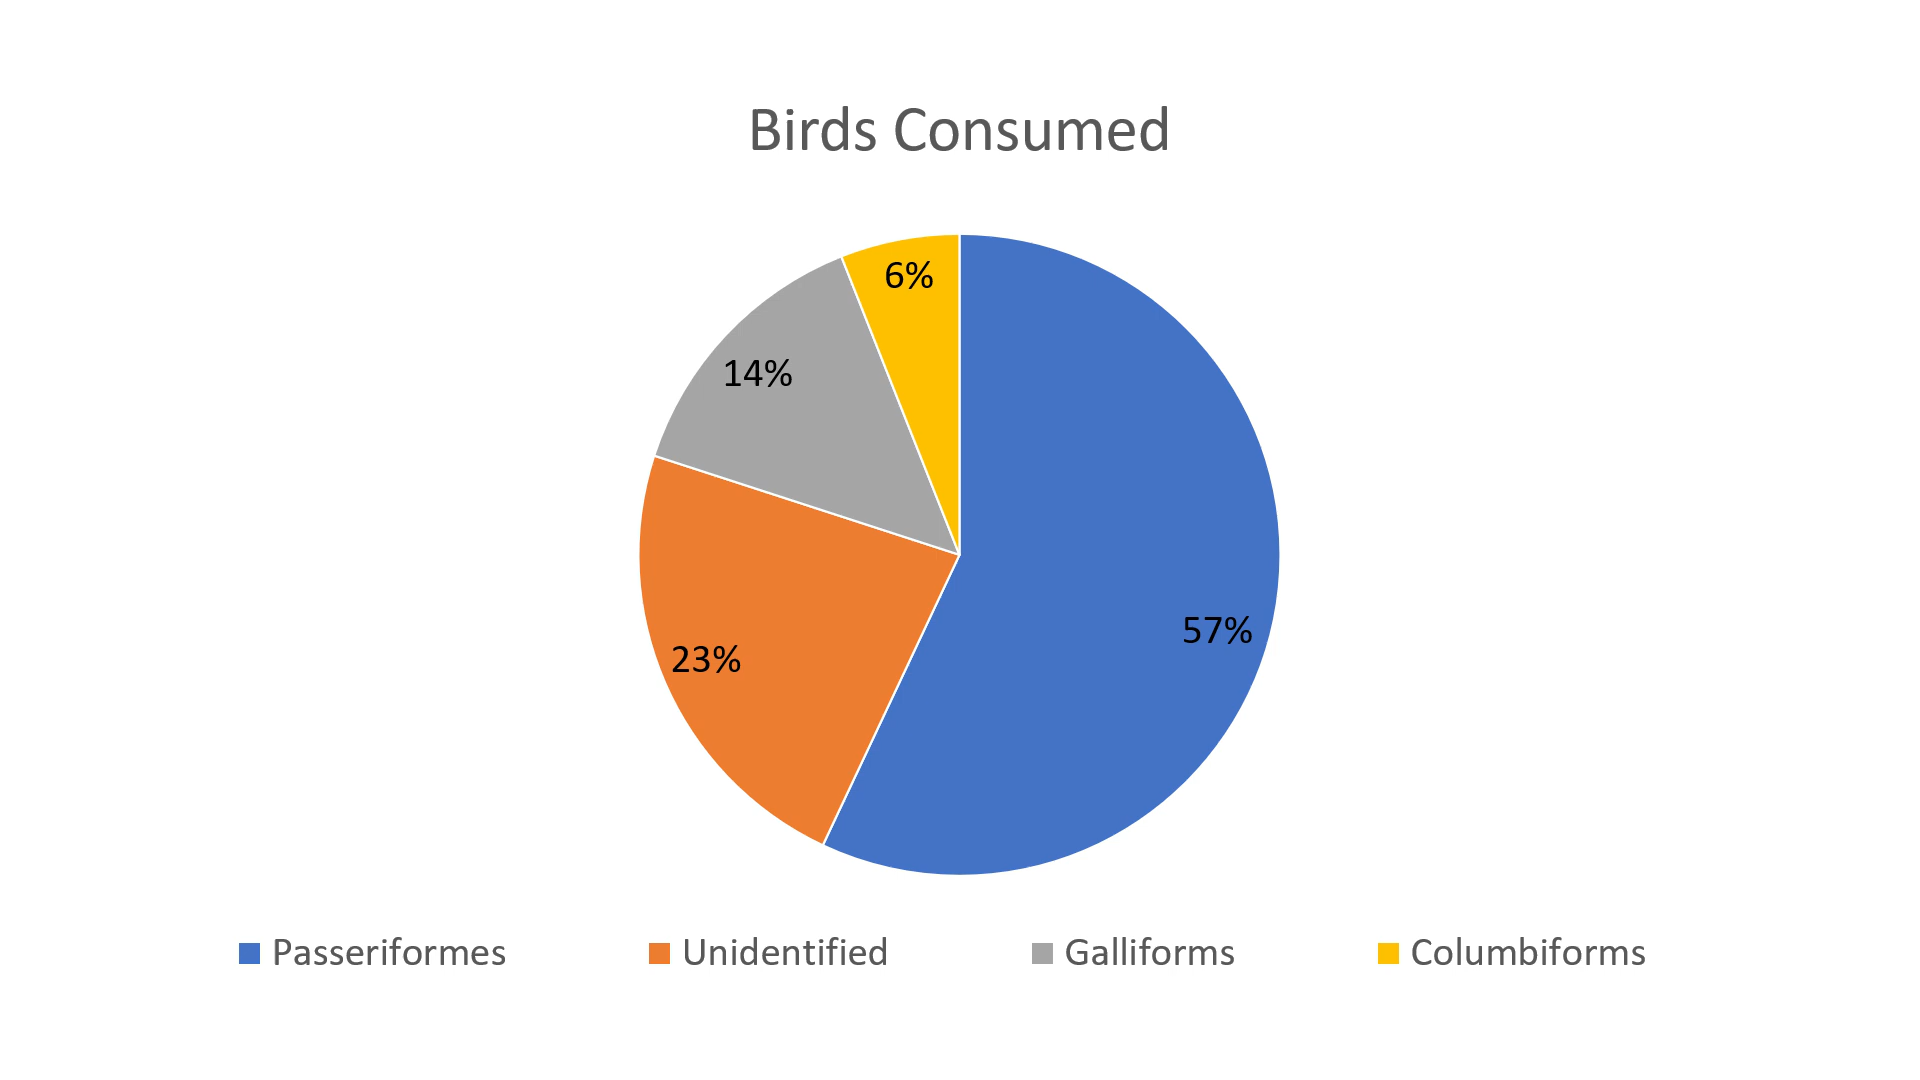 Birds Consumed
6%
14%
57%
23%
Passeriformes Unidentified Galliforms Columbiforms